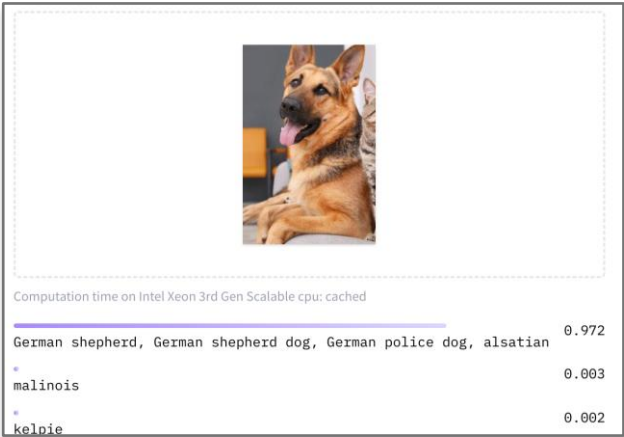 Computation time on Intel Xeon 3rd Gen Scalable cpu: cached
0.972
German shepherd, German shepherd dog, German police dog, alsatian
0.003
malinois
0.002
kelpie